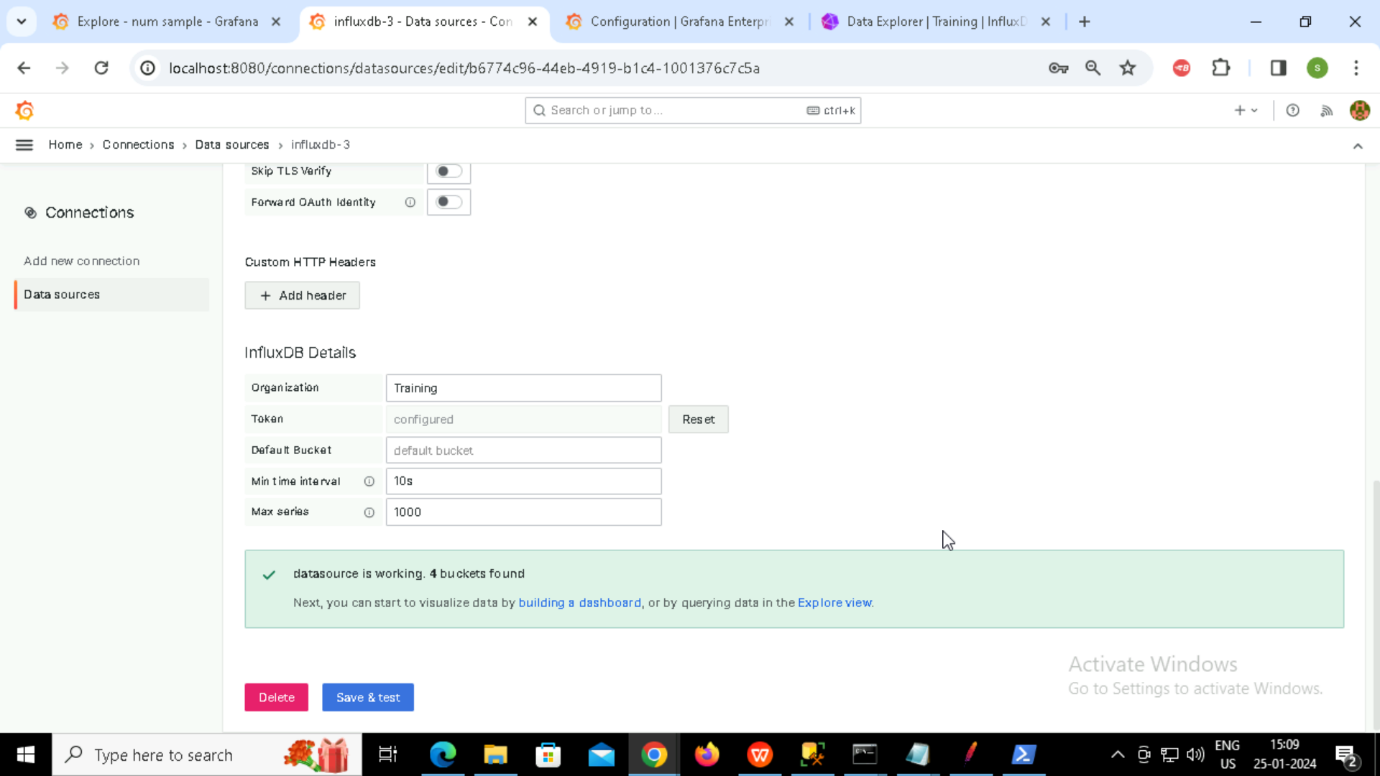 Explore - num sample - Grafana
influxdb-3 - Data sources - Con
Configuration | Grafana Enterpr
Data Explorer | Training | InfluxD
localhost:8080/connections/datasources/edit/b6774c96-44eb-4919-b1c4-1001376c7c5a
s
Search or jump to...
ctrl+k
Home › Connections › Data sources › influxdb-3
Connections
Add new connection
Data sources
Skip TLS Verify
Forward OAuth Identity
Custom HTTP Headers
+ Add header
InfluxDB Details
Organization
Training
Token
configured
Reset
Default Bucket
default bucket
Min time interval
10s
Max series
1000
datasource is working. 4 buckets found
Next, you can start to visualize data by building a dashboard, or by querying data in the Explore view.
Delete
Save & test
Activate Windows
Go to Settings to activate Windows.
Type here to search
ENG
US
15:09
25-01-2024
2